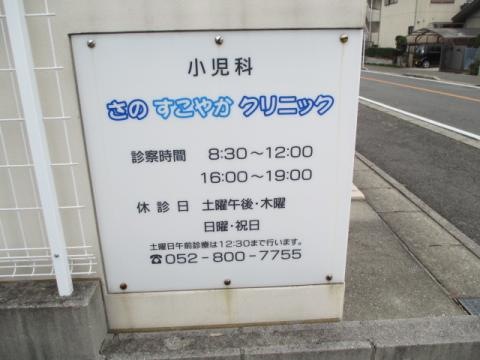 小児科
さの すこやか クリニック
診察時間 8:30～12:00
16:00～19:00
休診日 土曜午後・木曜
日曜・祝日
土曜日午前診療は12:30まで行います。
☎052-800-7755